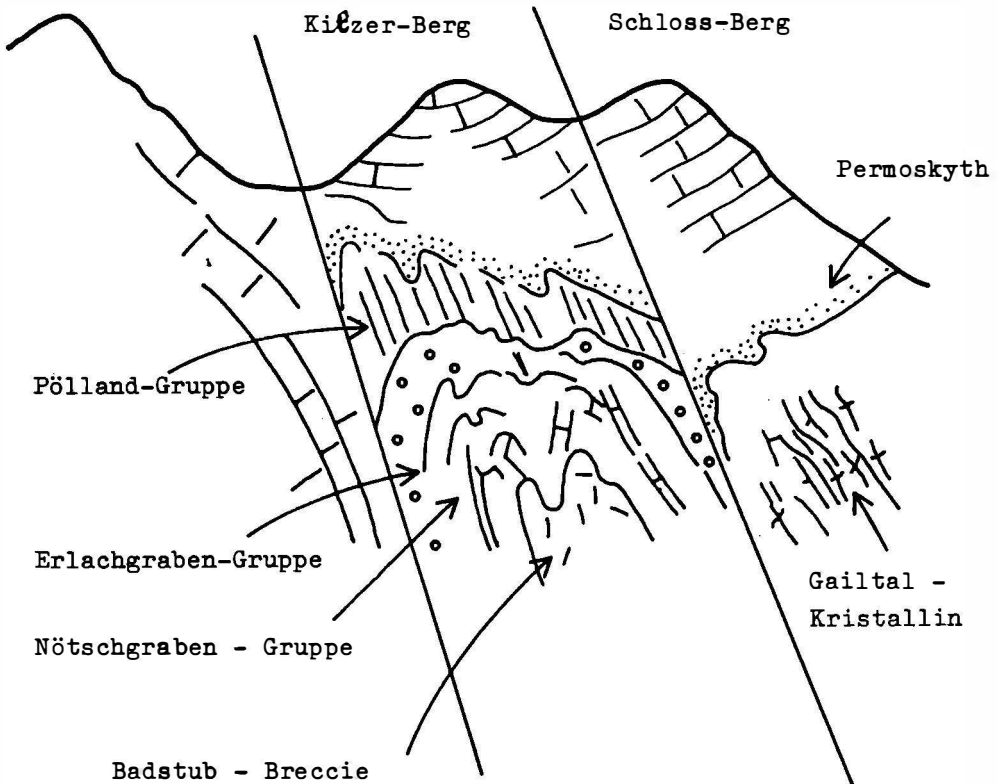 Kilzer-Berg
Schloss-Berg
Permoskyth
Pölland-Gruppe
Erlachgraben-Gruppe
Nötschgraben - Gruppe
Badstub - Breccie
Gailtal -
Kristallin